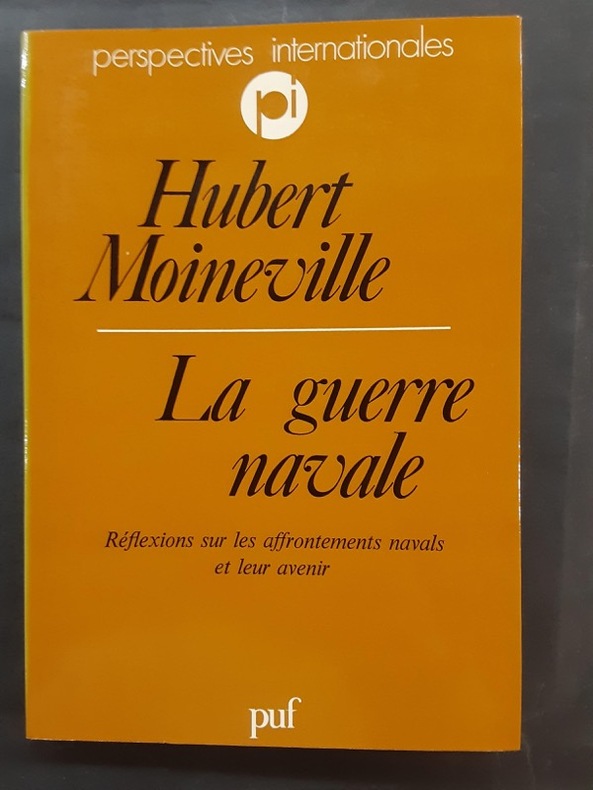 perspectives internationales
pi
Hubert
Moineville
La guerre
navale
Réflexions sur les affrontements navals
et leur avenir
puf